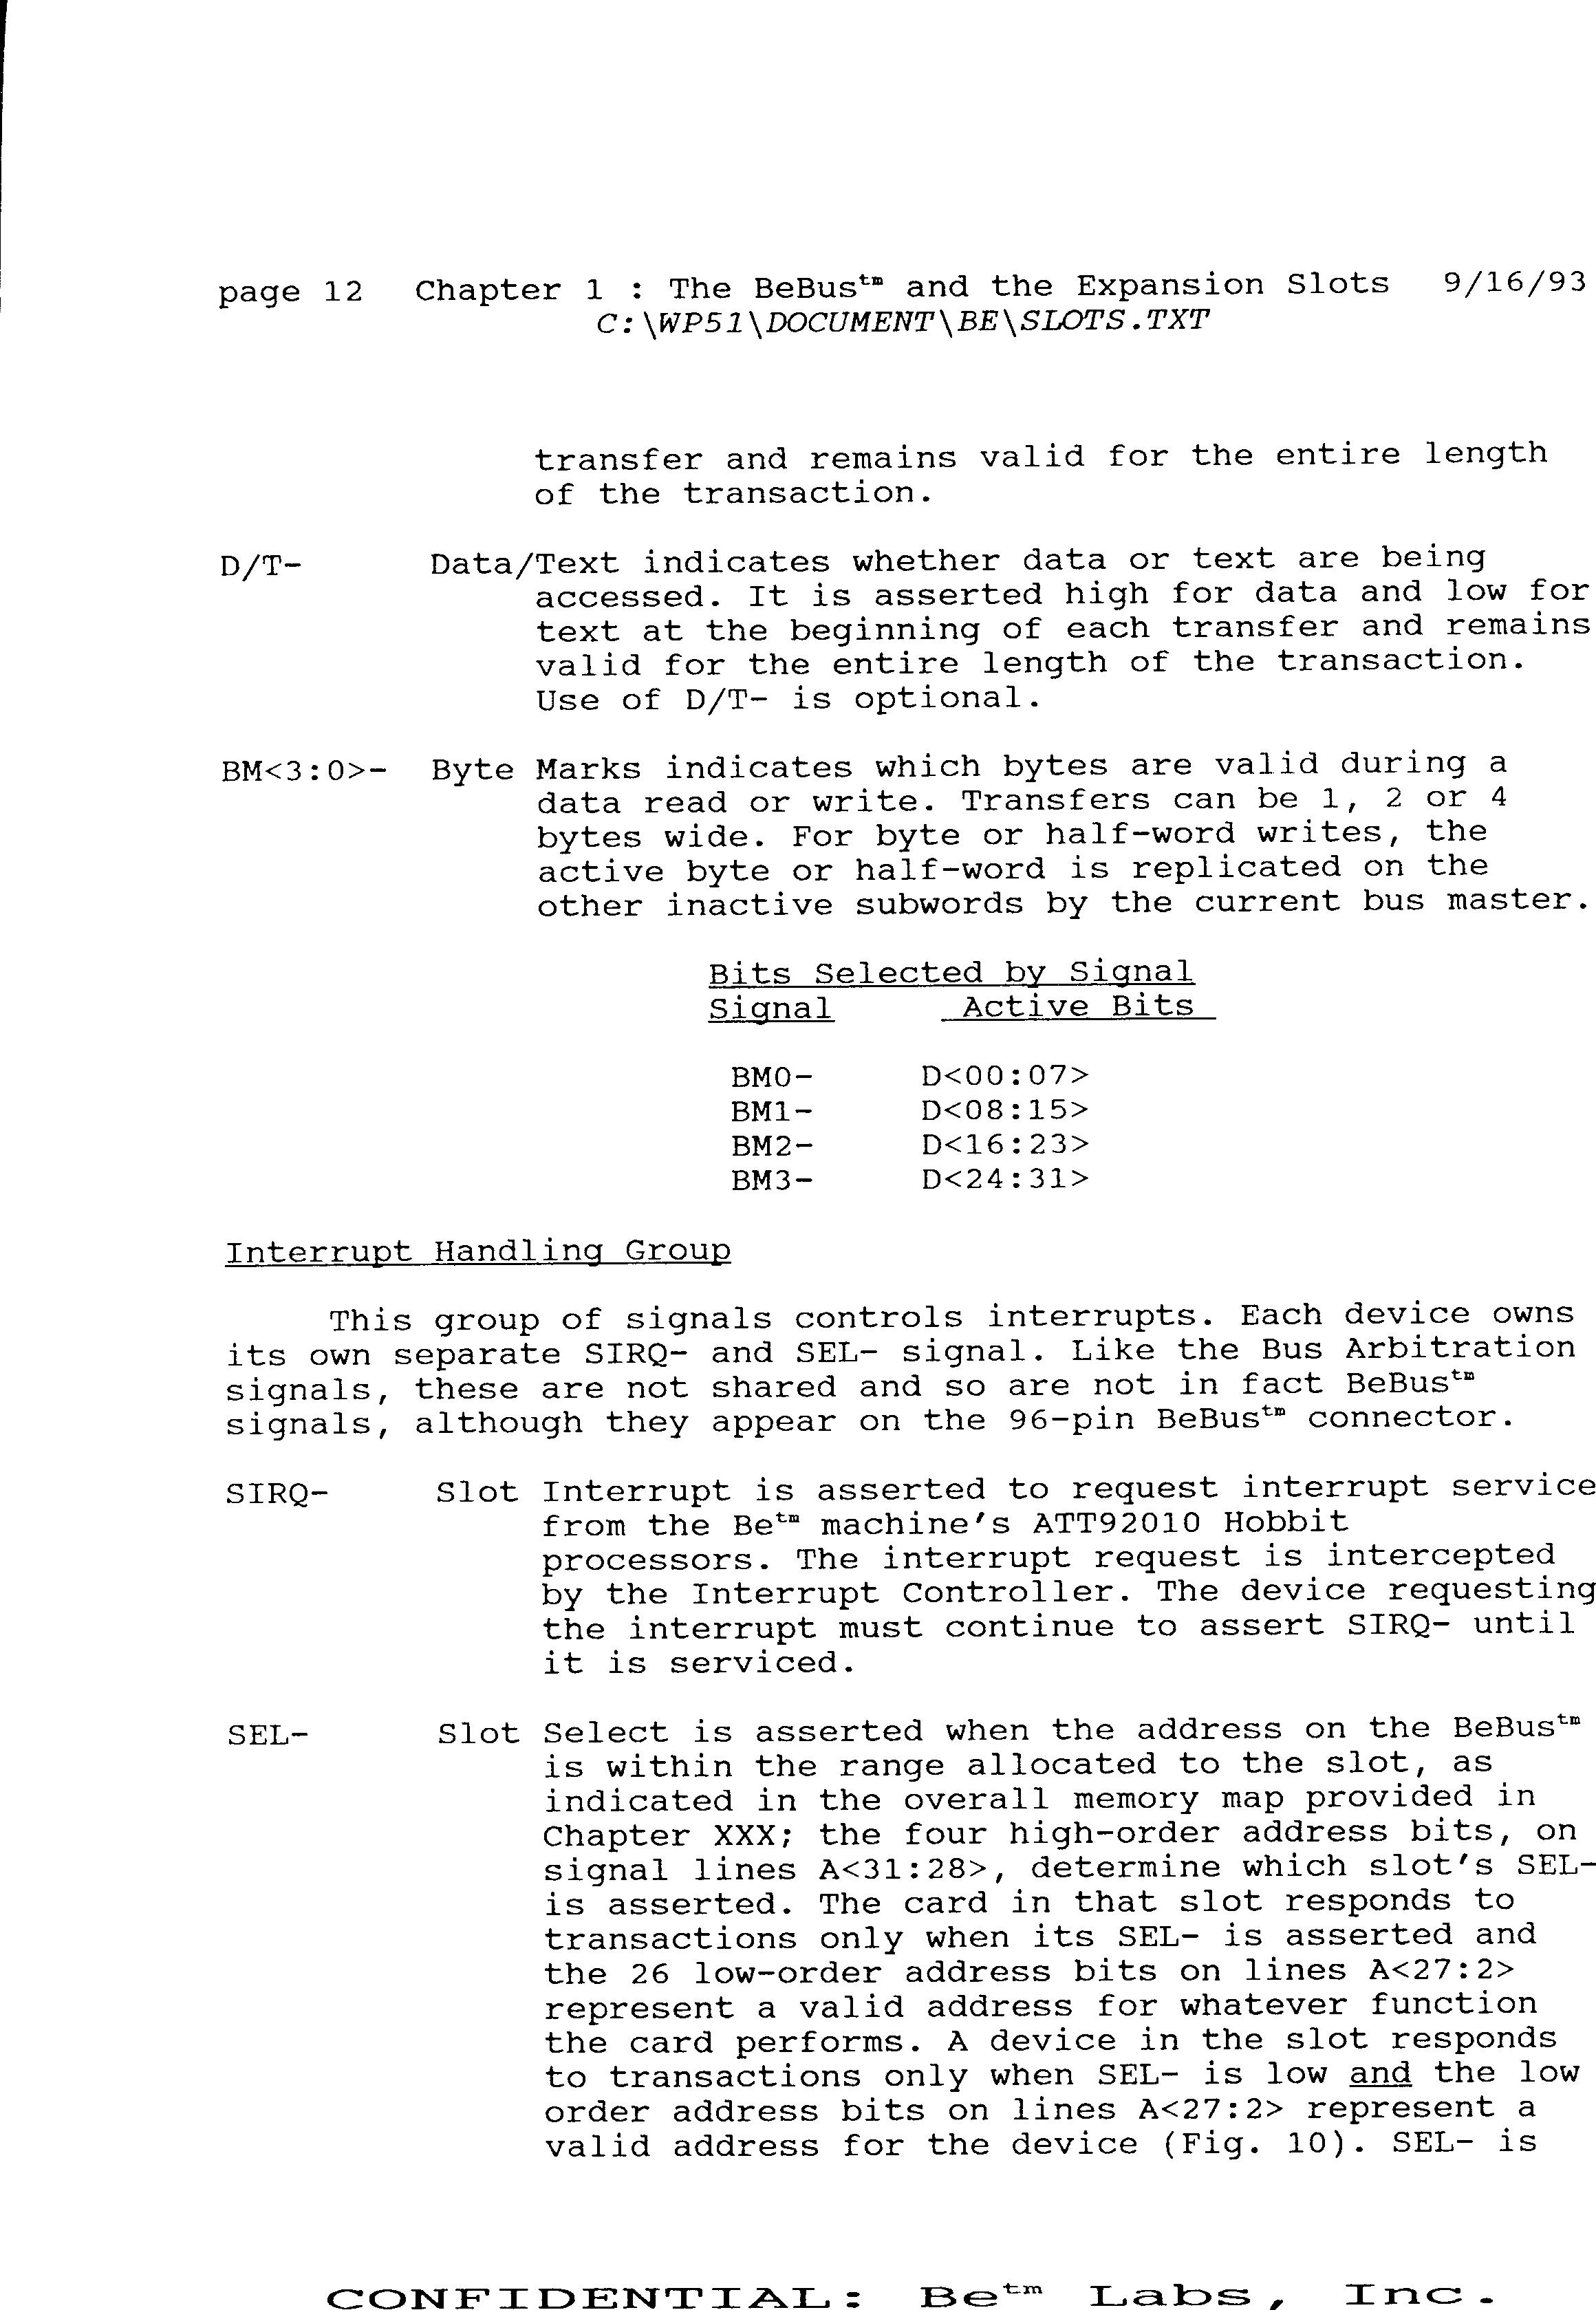 page 12 Chapter 1 : The BeBus™ and the Expansion Slots 9/16/93
C:\WP51\DOCUMENT\BE\SLOTS.TXT
transfer and remains valid for the entire length
of the transaction.
D/T- Data/Text indicates whether data or text are being
accessed. It is asserted high for data and low for
text at the beginning of each transfer and remains
valid for the entire length of the transaction.
Use of D/T- is optional.
BM<3:0>- Byte Marks indicates which bytes are valid during a
data read or write. Transfers can be 1, 2 or 4
bytes wide. For byte or half-word writes, the
active byte or half-word is replicated on the
other inactive subwords by the current bus master.
Bits Selected by Signal
Signal Active Bits
BM0- D<00:07>
BM1- D<08:15>
BM2- D<16:23>
BM3- D<24:31>
Interrupt Handling Group
This group of signals controls interrupts. Each device owns
its own separate SIRQ- and SEL- signal. Like the Bus Arbitration
signals, these are not shared and so are not in fact BeBus™
signals, although they appear on the 96-pin BeBus™ connector.
SIRQ- Slot Interrupt is asserted to request interrupt service
from the Be™ machine's ATT92010 Hobbit
processors. The interrupt request is intercepted
by the Interrupt Controller. The device requesting
the interrupt must continue to assert SIRQ- until
it is serviced.
SEL- Slot Select is asserted when the address on the BeBus™
is within the range allocated to the slot, as
indicated in the overall memory map provided in
Chapter XXX; the four high-order address bits, on
signal lines A<31:28>, determine which slot's SEL-
is asserted. The card in that slot responds to
transactions only when its SEL- is asserted and
the 26 low-order address bits on lines A<27:2>
represent a valid address for whatever function
the card performs. A device in the slot responds
to transactions only when SEL- is low and the low
order address bits on lines A<27:2> represent a
valid address for the device (Fig. 10). SEL- is
CONFIDENTIAL: Be™ Labs, Inc.